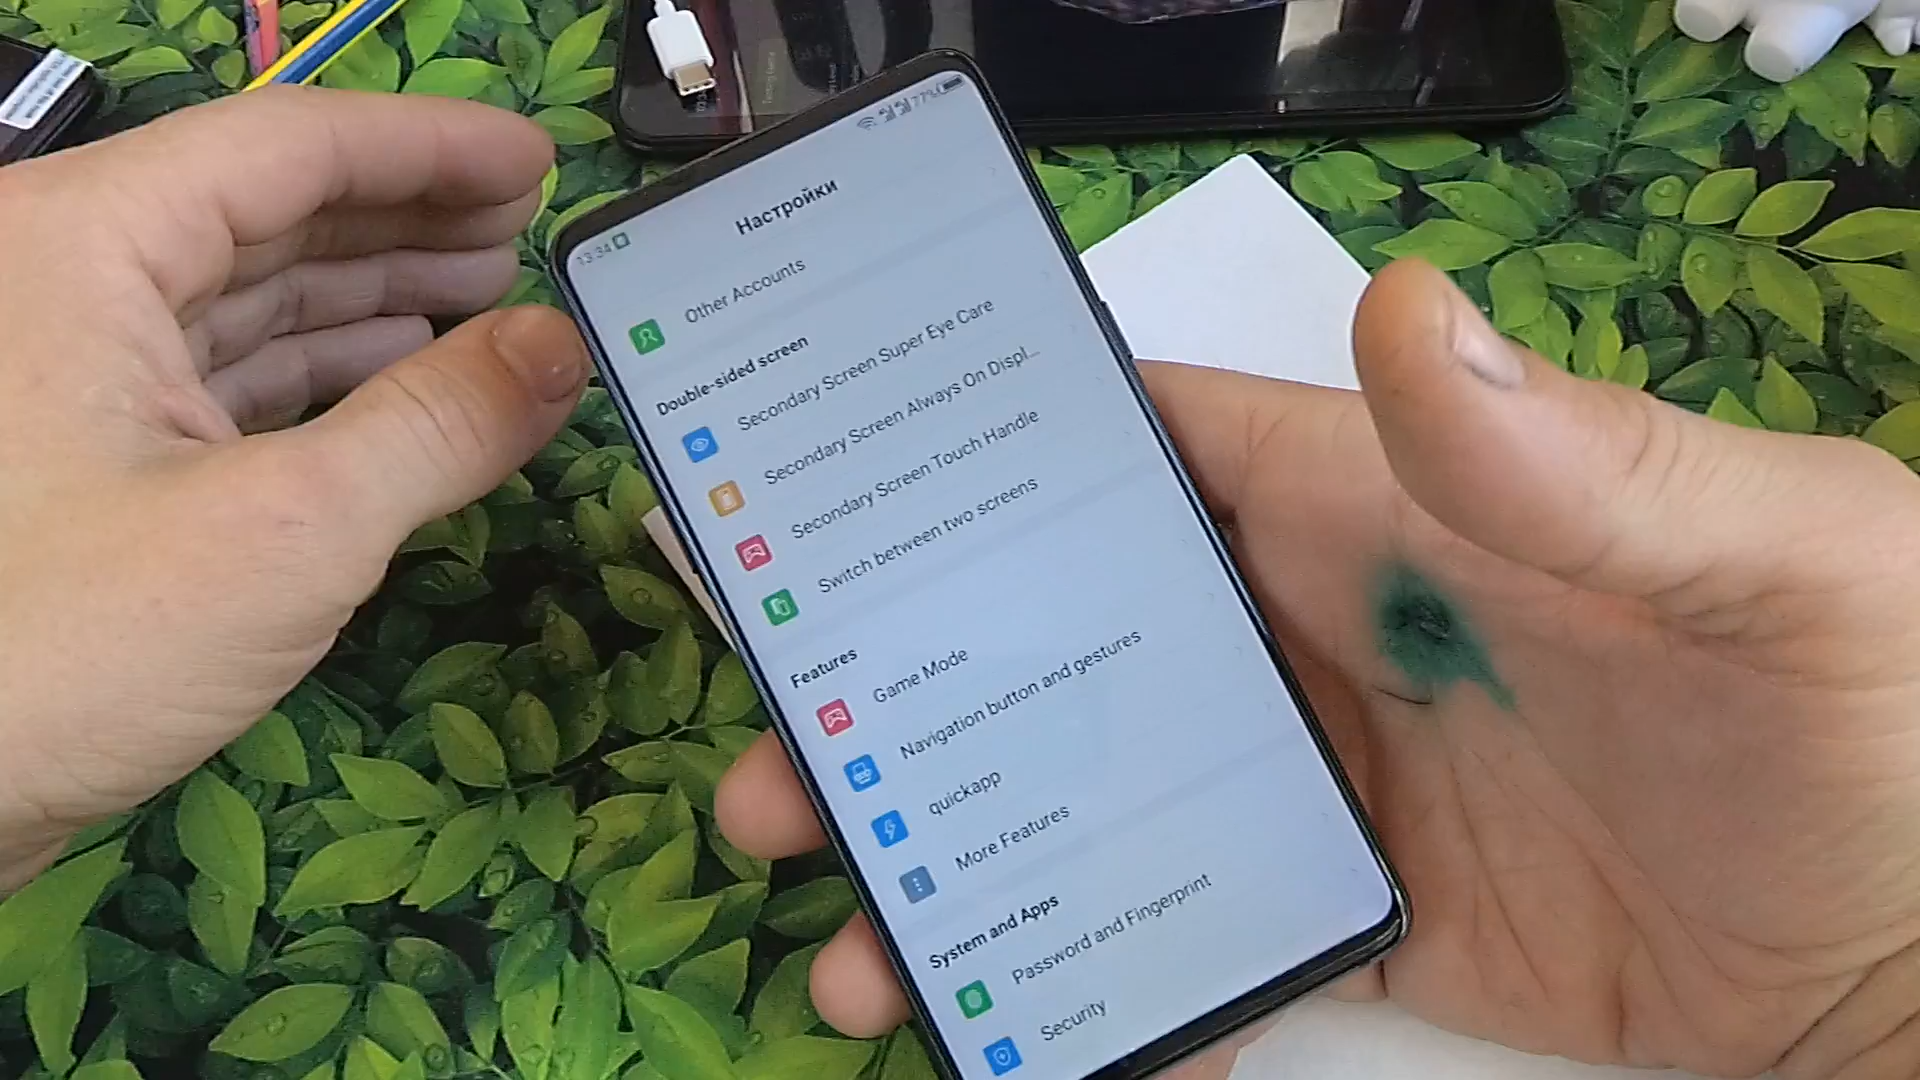 13:34
77%
Настройки
Other Accounts
Double-sided screen
Secondary Screen Super Eye Care
Secondary Screen Always On Displ...
Secondary Screen Touch Handle
Switch between two screens
Features
Game Mode
Navigation button and gestures
quickapp
More Features
System and Apps
Password and Fingerprint
Security